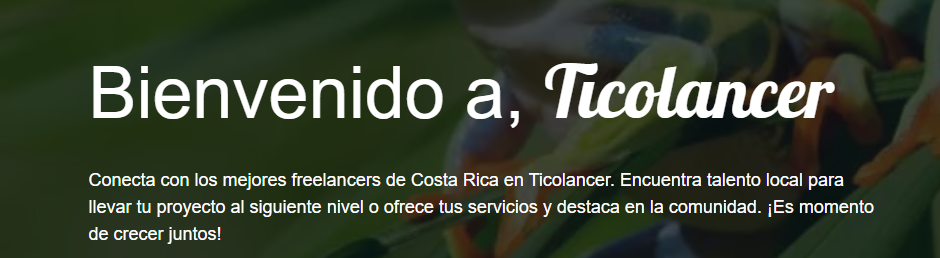 Bienvenido a, Ticolancer
Conecta con los mejores freelancers de Costa Rica en Ticolancer. Encuentra talento local para
llevar tu proyecto al siguiente nivel o ofrece tus servicios y destaca en la comunidad. ¡Es momento
de crecer juntos!